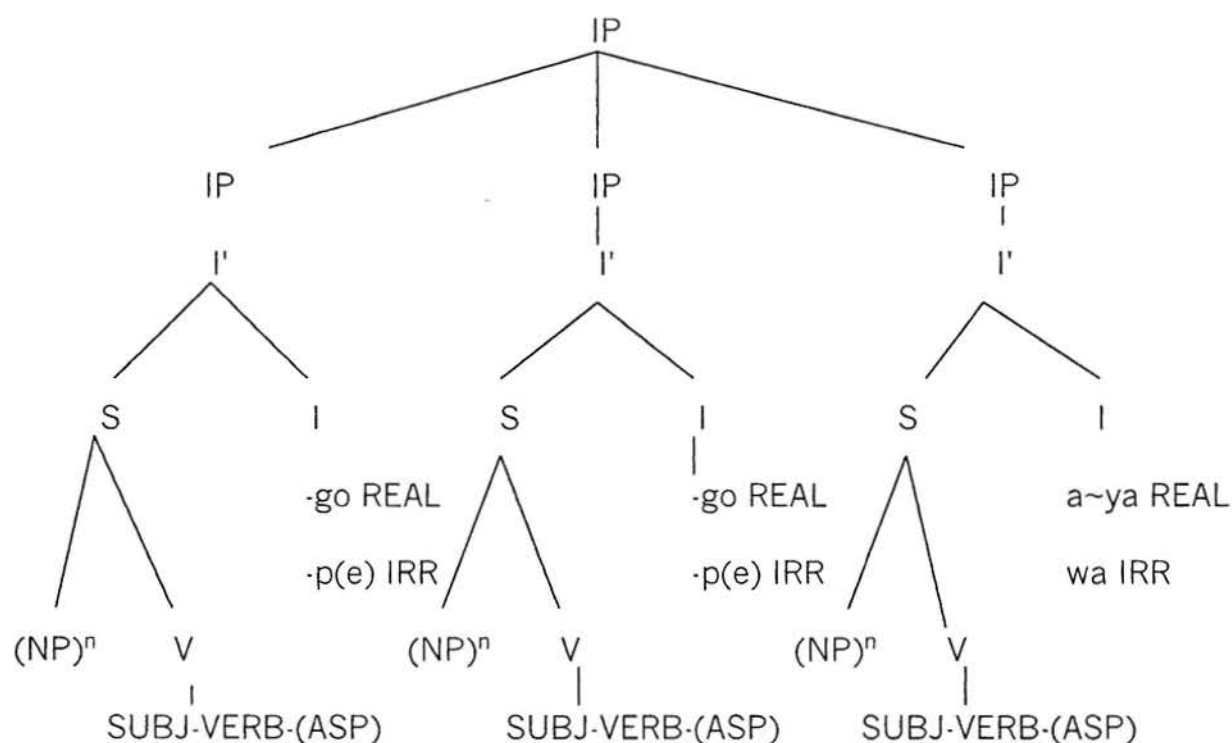 IP
IP IP IP
I' I' I'
S I S I S I
-go REAL -go REAL a~ya REAL
-p(e) IRR -p(e) IRR wa IRR
(NP)ⁿ V (NP)ⁿ V (NP)ⁿ V
SUBJ-VERB-(ASP) SUBJ-VERB-(ASP) SUBJ-VERB-(ASP)